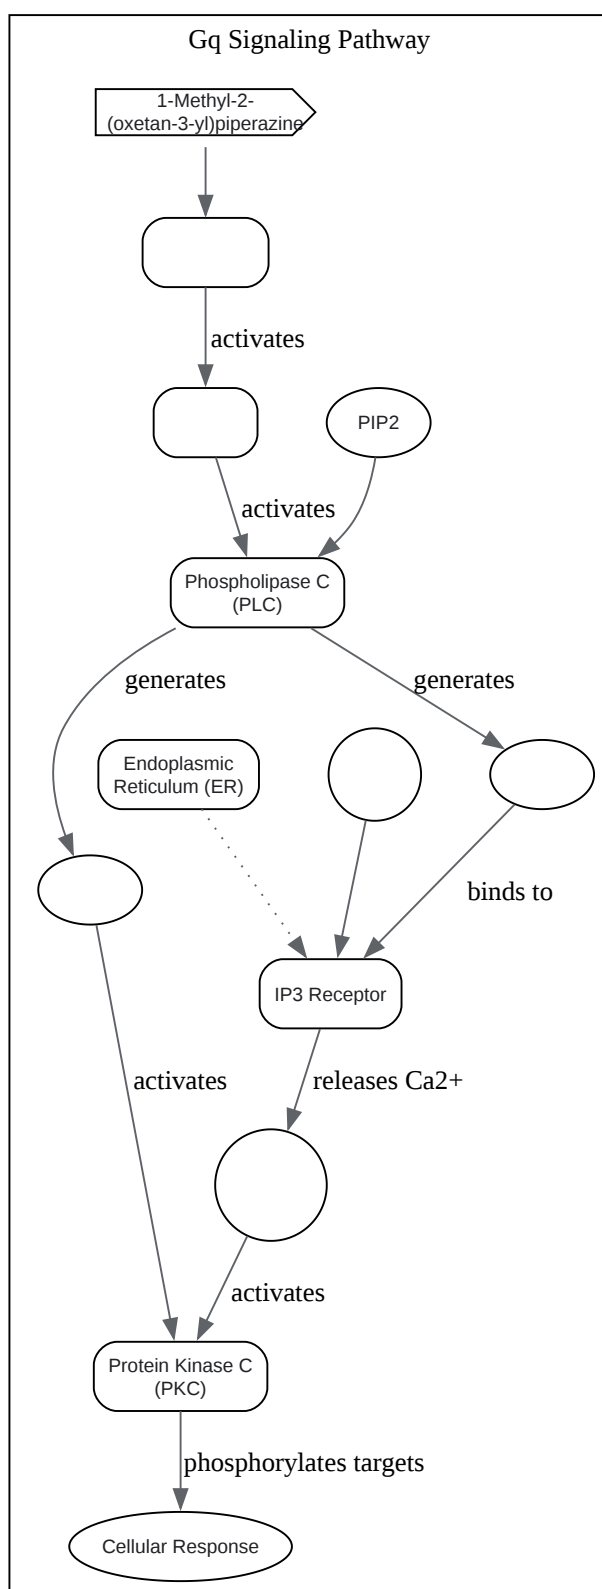 Gq Signaling Pathway
1-Methyl-2-
(oxetan-3-yl)piperazine
activates
PIP2
activates
Phospholipase C
(PLC)
generates
generates
Endoplasmic
Reticulum (ER)
binds to
IP3 Receptor
activates
releases Ca2+
activates
Protein Kinase C
(PKC)
phosphorylates targets
Cellular Response